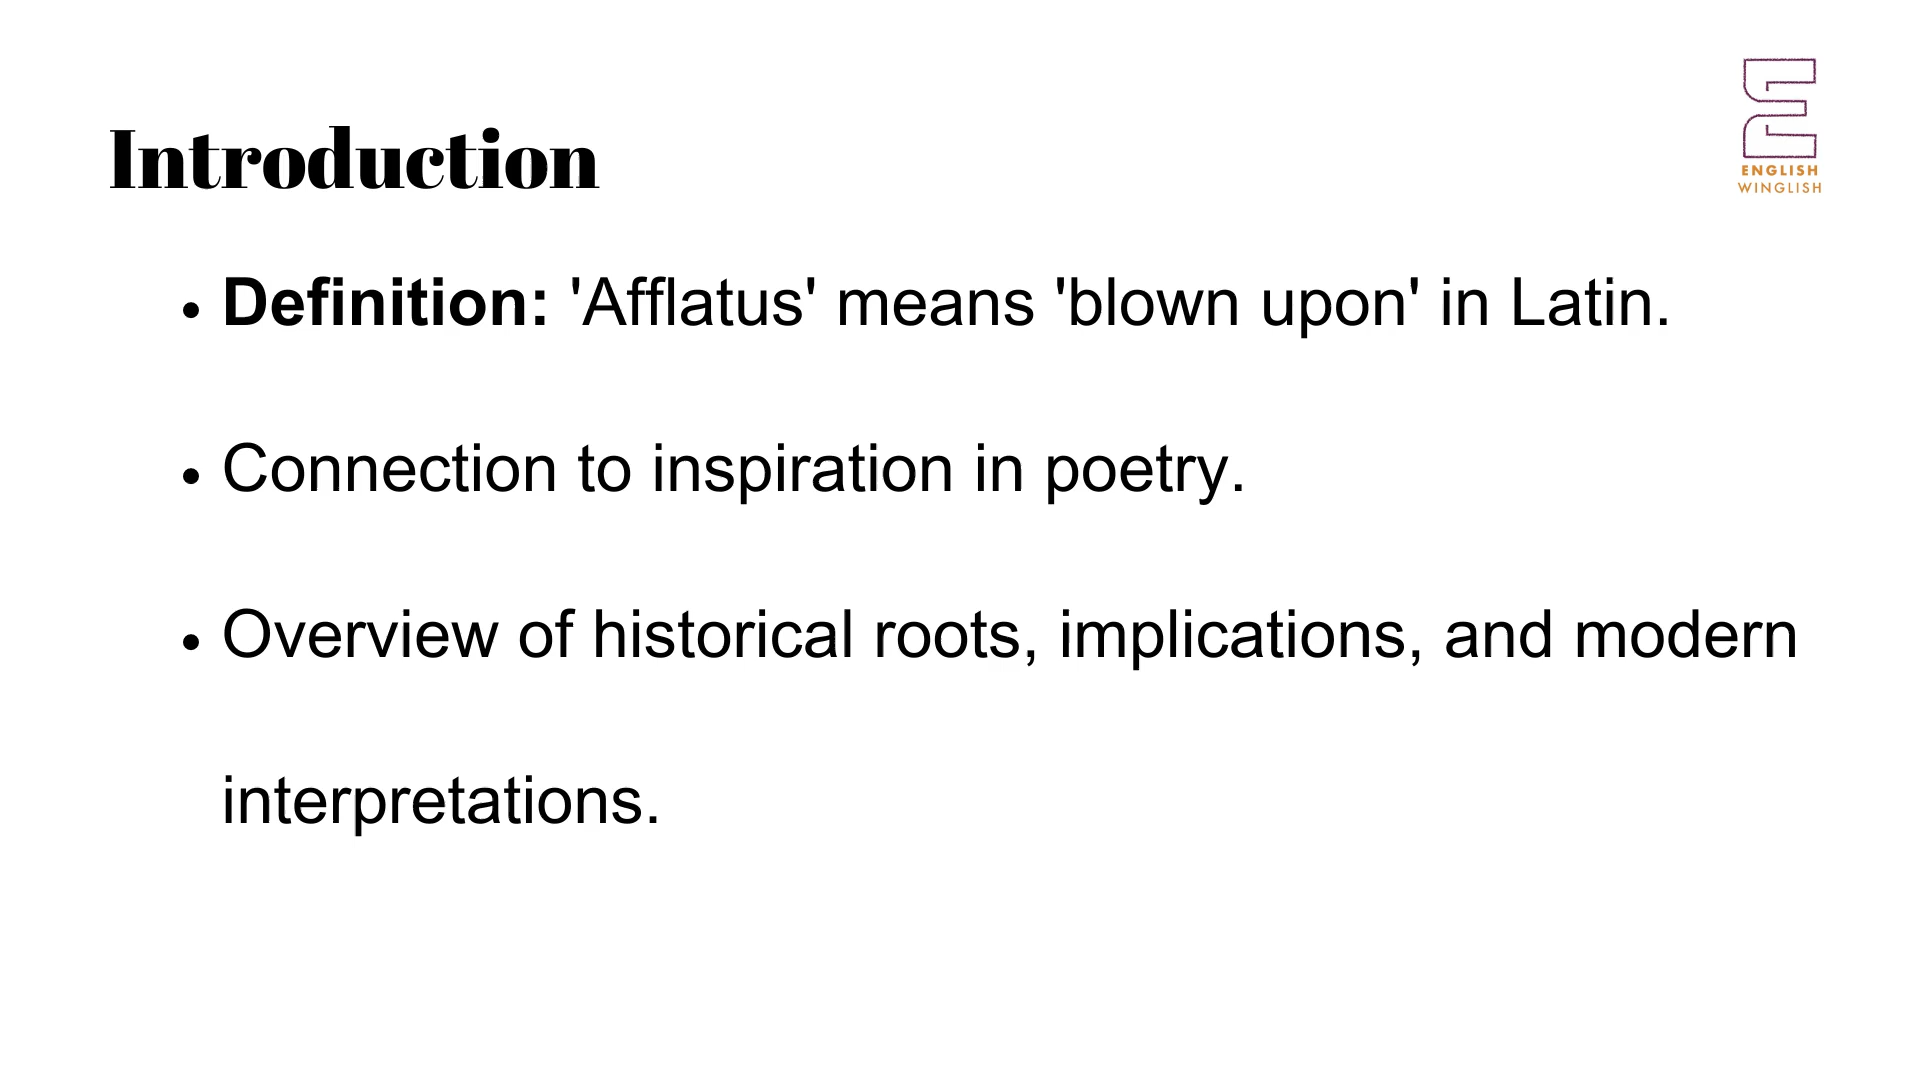 Introduction
ENGLISH
WINGLISH
• Definition: 'Afflatus' means 'blown upon' in Latin.
• Connection to inspiration in poetry.
• Overview of historical roots, implications, and modern
interpretations.